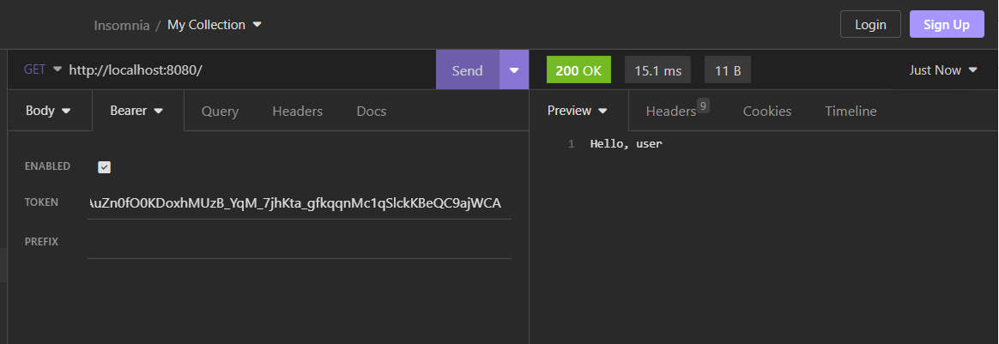 Insomnia / My Collection
Login
Sign Up
GET http://localhost:8080/
Send
200 OK
15.1 ms
11 B
Just Now
Body
Bearer
Query
Headers
Docs
Preview
Headers 9
Cookies
Timeline
ENABLED
TOKEN AuZn0fO0KDoxhMUzB_YqM_7jhKta_gfkqqnMc1qSlckKBeQC9ajWCA
PREFIX
1 Hello, user